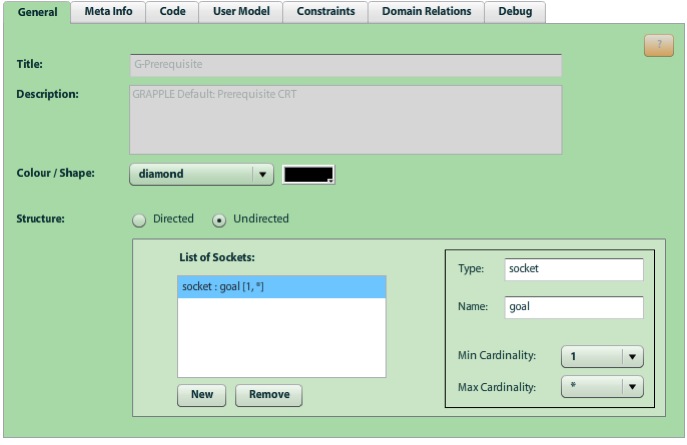 General Meta Info Code User Model Constraints Domain Relations Debug
?
Title: G-Prerequisite
Description: GRAPPLE Default: Prerequisite CRT
Colour / Shape: diamond
Structure: Directed Undirected
List of Sockets:
socket : goal [1, *]
New Remove
Type: socket
Name: goal
Min Cardinality: 1
Max Cardinality: *